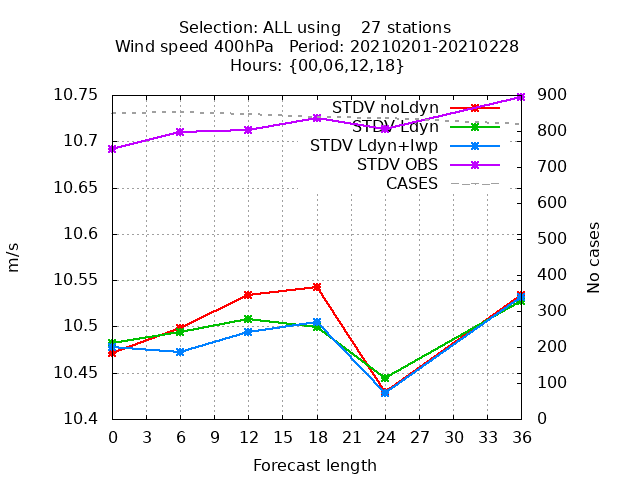 Selection: ALL using 27 stations
Wind speed 400hPa Period: 20210201-20210228
Hours: {00,06,12,18}
10.75
10.7
10.65
10.6
10.55
10.5
10.45
10.4
m/s
STDV noLdyn
STDV Ldyn
STDV Ldyn+lwp
STDV OBS
CASES
900
800
700
600
500
400
300
200
100
0
No cases
0 3 6 9 12 15 18 21 24 27 30 33 36
Forecast length